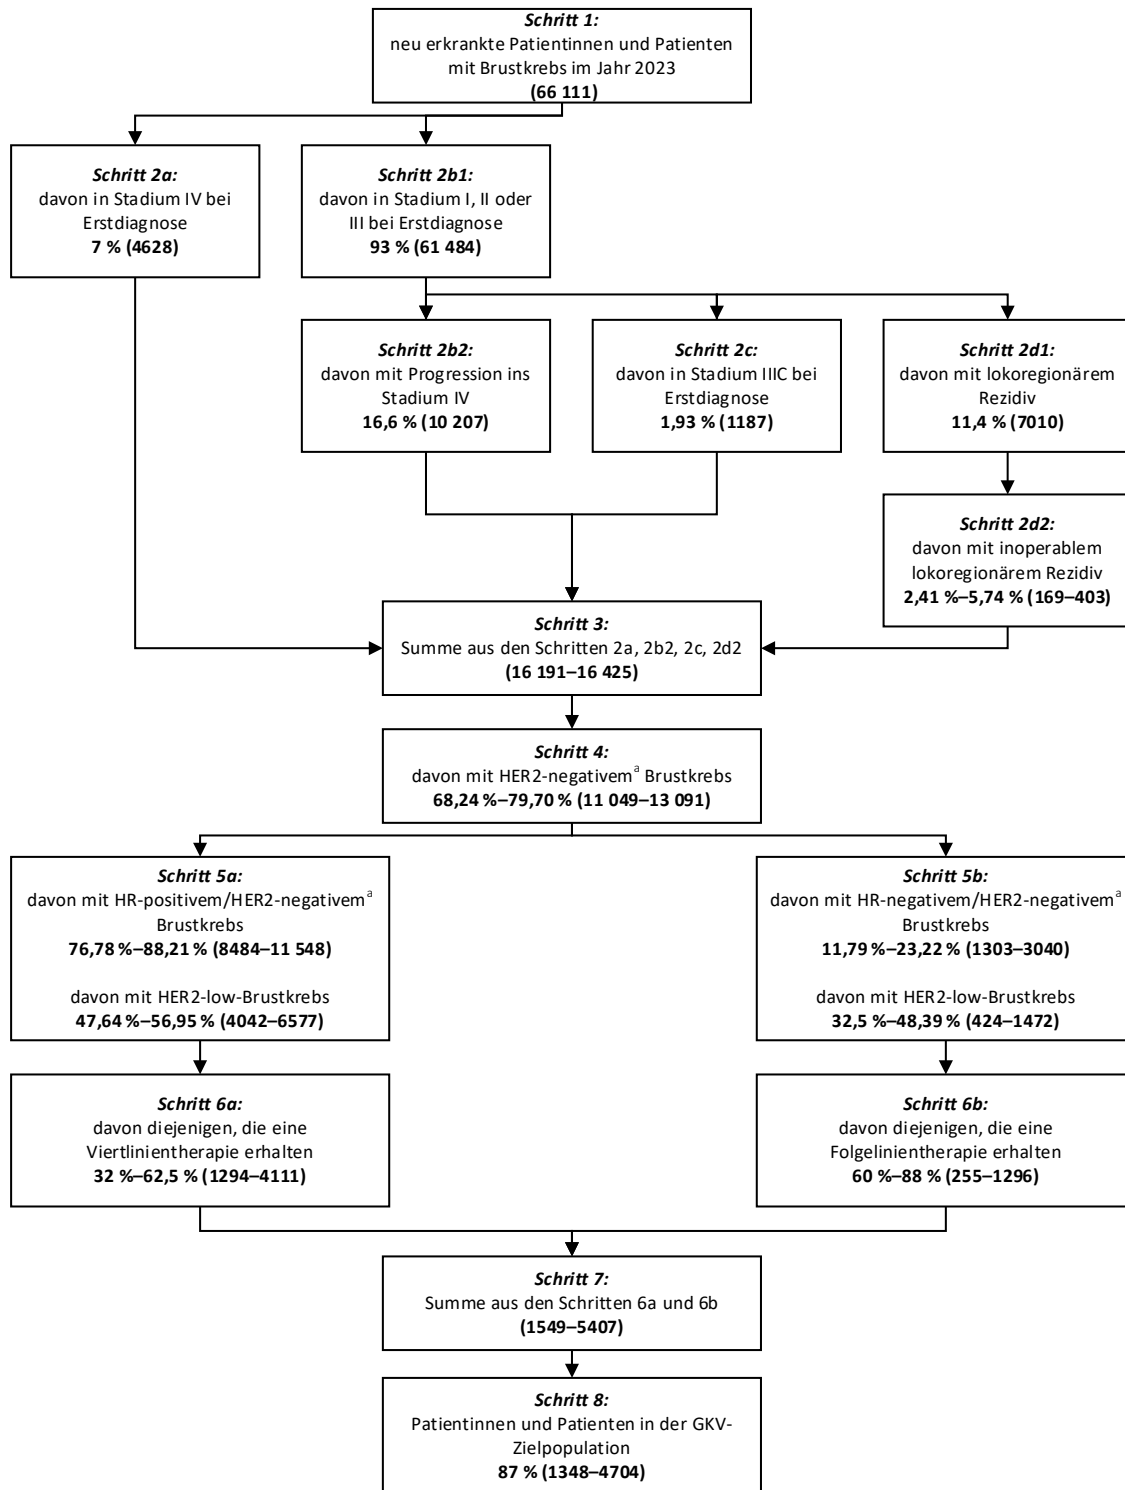 Schritt 1:
neu erkrankte Patientinnen und Patienten
mit Brustkrebs im Jahr 2023
(66 111)
Schritt 2a:
davon in Stadium IV bei
Erstdiagnose
7 % (4628)
Schritt 2b1:
davon in Stadium I, II oder
III bei Erstdiagnose
93 % (61 484)
Schritt 2b2:
davon mit Progression ins
Stadium IV
16,6 % (10 207)
Schritt 2c:
davon in Stadium IIIC bei
Erstdiagnose
1,93 % (1187)
Schritt 2d1:
davon mit lokoregionärem
Rezidiv
11,4 % (7010)
Schritt 2d2:
davon mit inoperablem
lokoregionärem Rezidiv
2,41 %–5,74 % (169–403)
Schritt 3:
Summe aus den Schritten 2a, 2b2, 2c, 2d2
(16 191–16 425)
Schritt 4:
davon mit HER2-negativem<sup>a</sup> Brustkrebs
68,24 %–79,70 % (11 049–13 091)
Schritt 5a:
davon mit HR-positivem/HER2-negativem<sup>a</sup>
Brustkrebs
76,78 %–88,21 % (8484–11 548)
davon mit HER2-low-Brustkrebs
47,64 %–56,95 % (4042–6577)
Schritt 5b:
davon mit HR-negativem/HER2-negativem<sup>a</sup>
Brustkrebs
11,79 %–23,22 % (1303–3040)
davon mit HER2-low-Brustkrebs
32,5 %–48,39 % (424–1472)
Schritt 6a:
davon diejenigen, die eine
Viertlinientherapie erhalten
32 %–62,5 % (1294–4111)
Schritt 6b:
davon diejenigen, die eine
Folgelinientherapie erhalten
60 %–88 % (255–1296)
Schritt 7:
Summe aus den Schritten 6a und 6b
(1549–5407)
Schritt 8:
Patientinnen und Patienten in der GKV-
Zielpopulation
87 % (1348–4704)